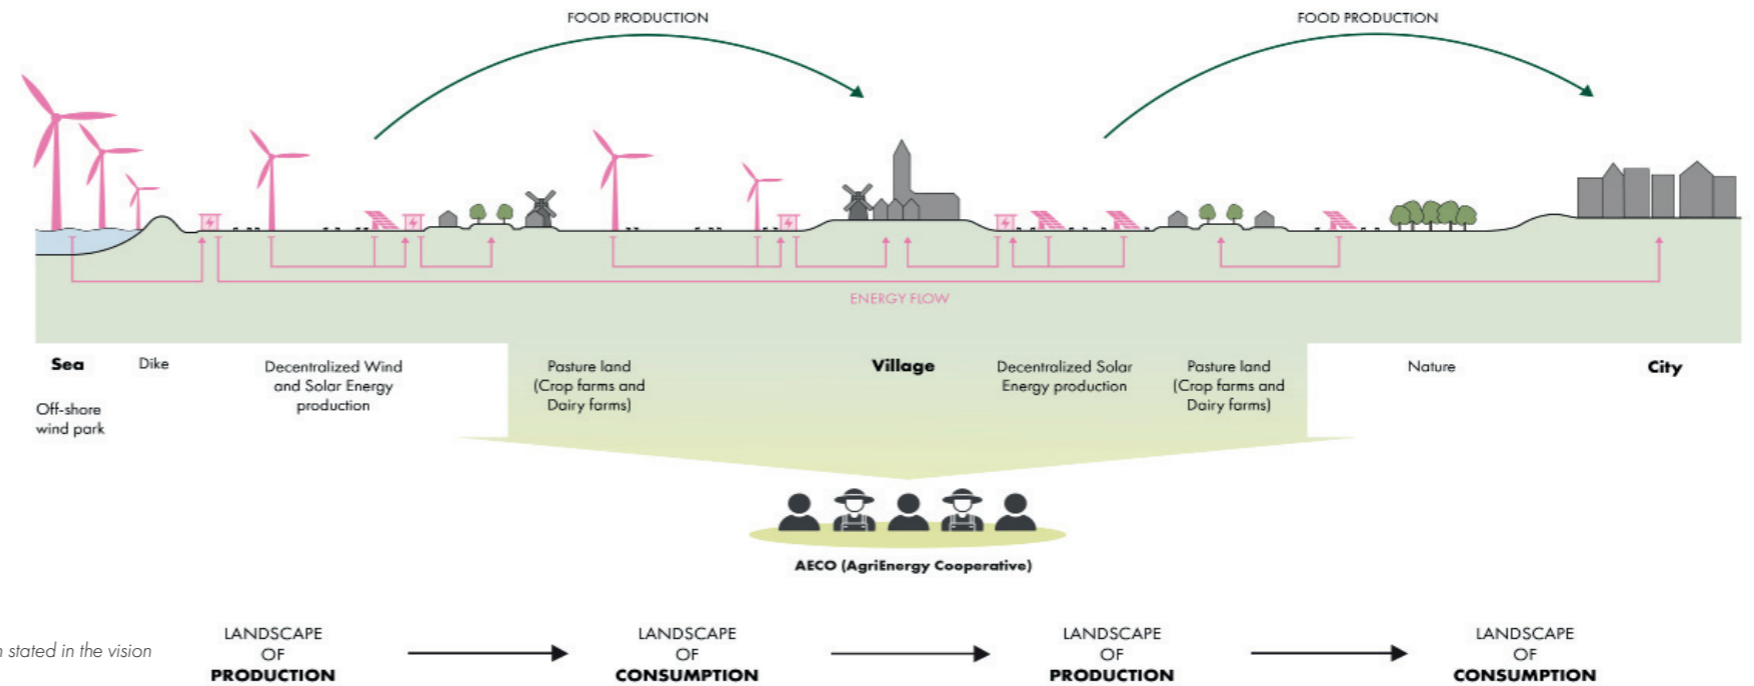 FOOD PRODUCTION
FOOD PRODUCTION
ENERGY FLOW
Sea
Off-shore
wind park
Dike
Decentralized Wind
and Solar Energy
production
Pasture land
(Crop farms and
Dairy farms)
Village
Decentralized Solar
Energy production
Pasture land
(Crop farms and
Dairy farms)
Nature
City
AECO (AgriEnergy Cooperative)
stated in the vision
LANDSCAPE
OF
PRODUCTION
LANDSCAPE
OF
CONSUMPTION
LANDSCAPE
OF
PRODUCTION
LANDSCAPE
OF
CONSUMPTION